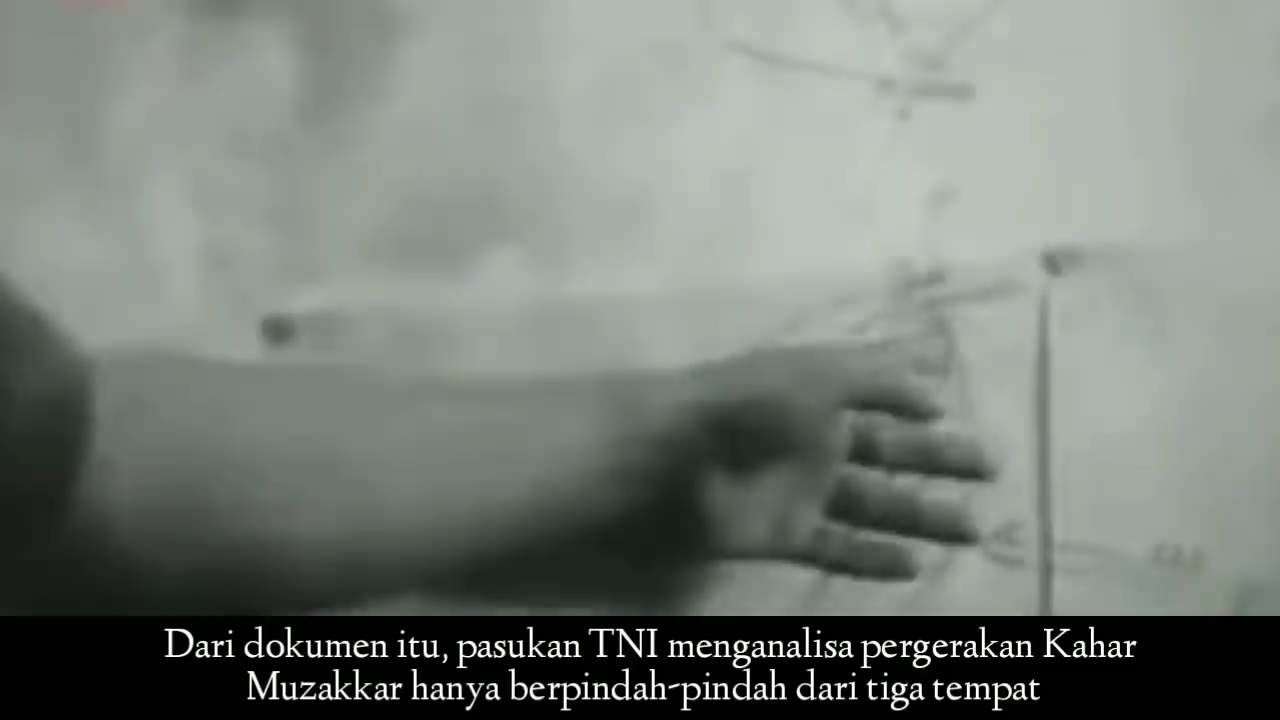 Dari dokumen itu, pasukan TNI menganalisa pergerakan Kahar
Muzakkar hanya berpindah-pindah dari tiga tempat